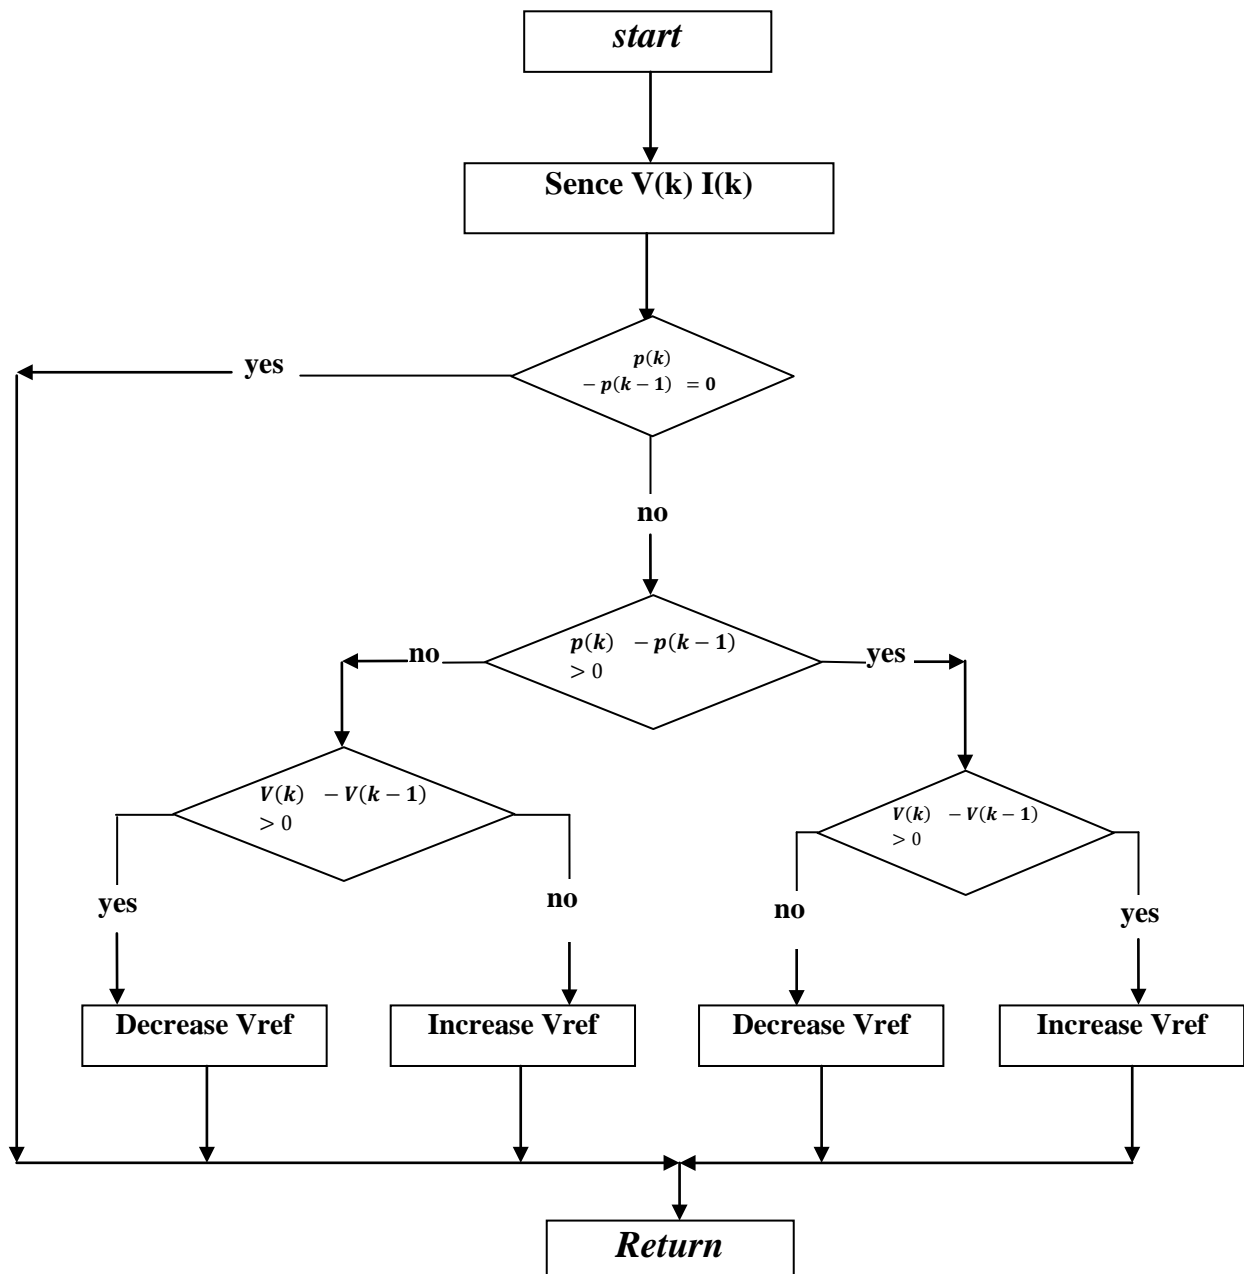 start
Sence V(k) I(k)
yes
p(k)
− p(k − 1) = 0
no
no
p(k) − p(k − 1)
> 0
yes
V(k) − V(k − 1)
> 0
V(k) − V(k − 1)
> 0
yes
no
no
yes
Decrease Vref
Increase Vref
Decrease Vref
Increase Vref
Return